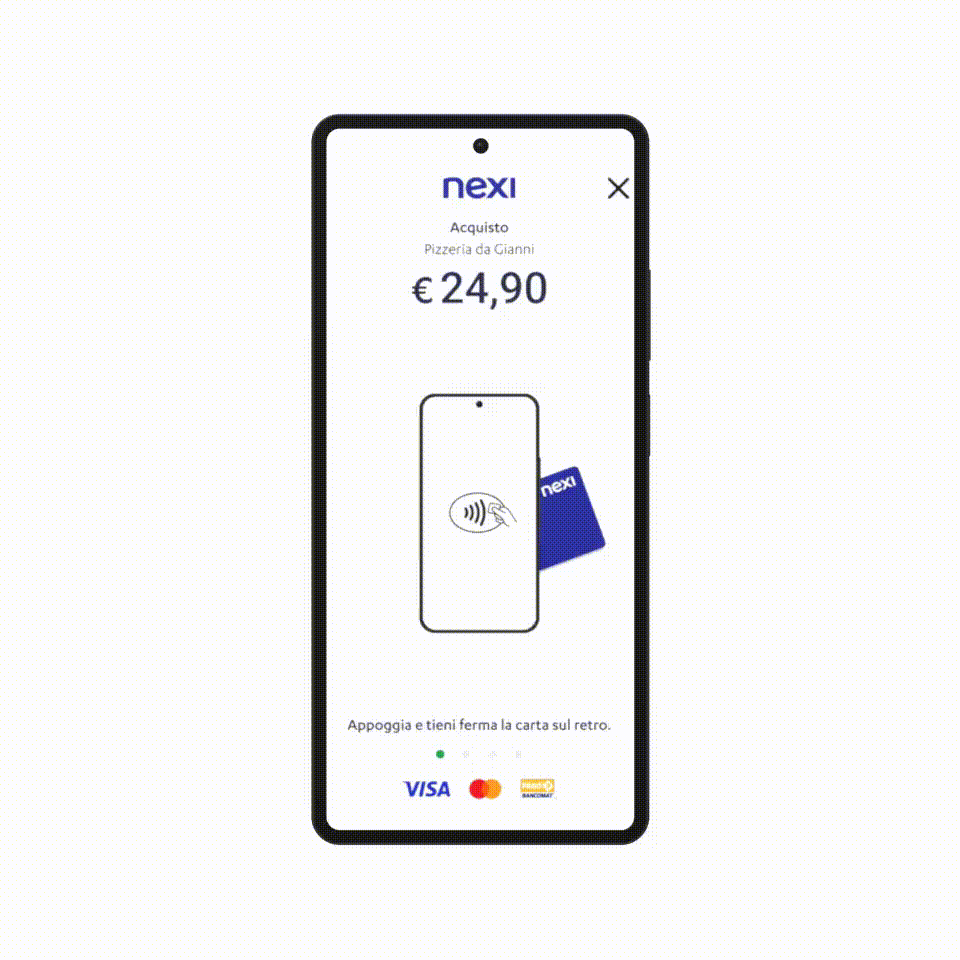 nexi
Acquisto
Pizzeria da Gianni
€ 24,90
nexi
Appoggia e tieni ferma la carta sul retro.
VISA
BANCOMAT